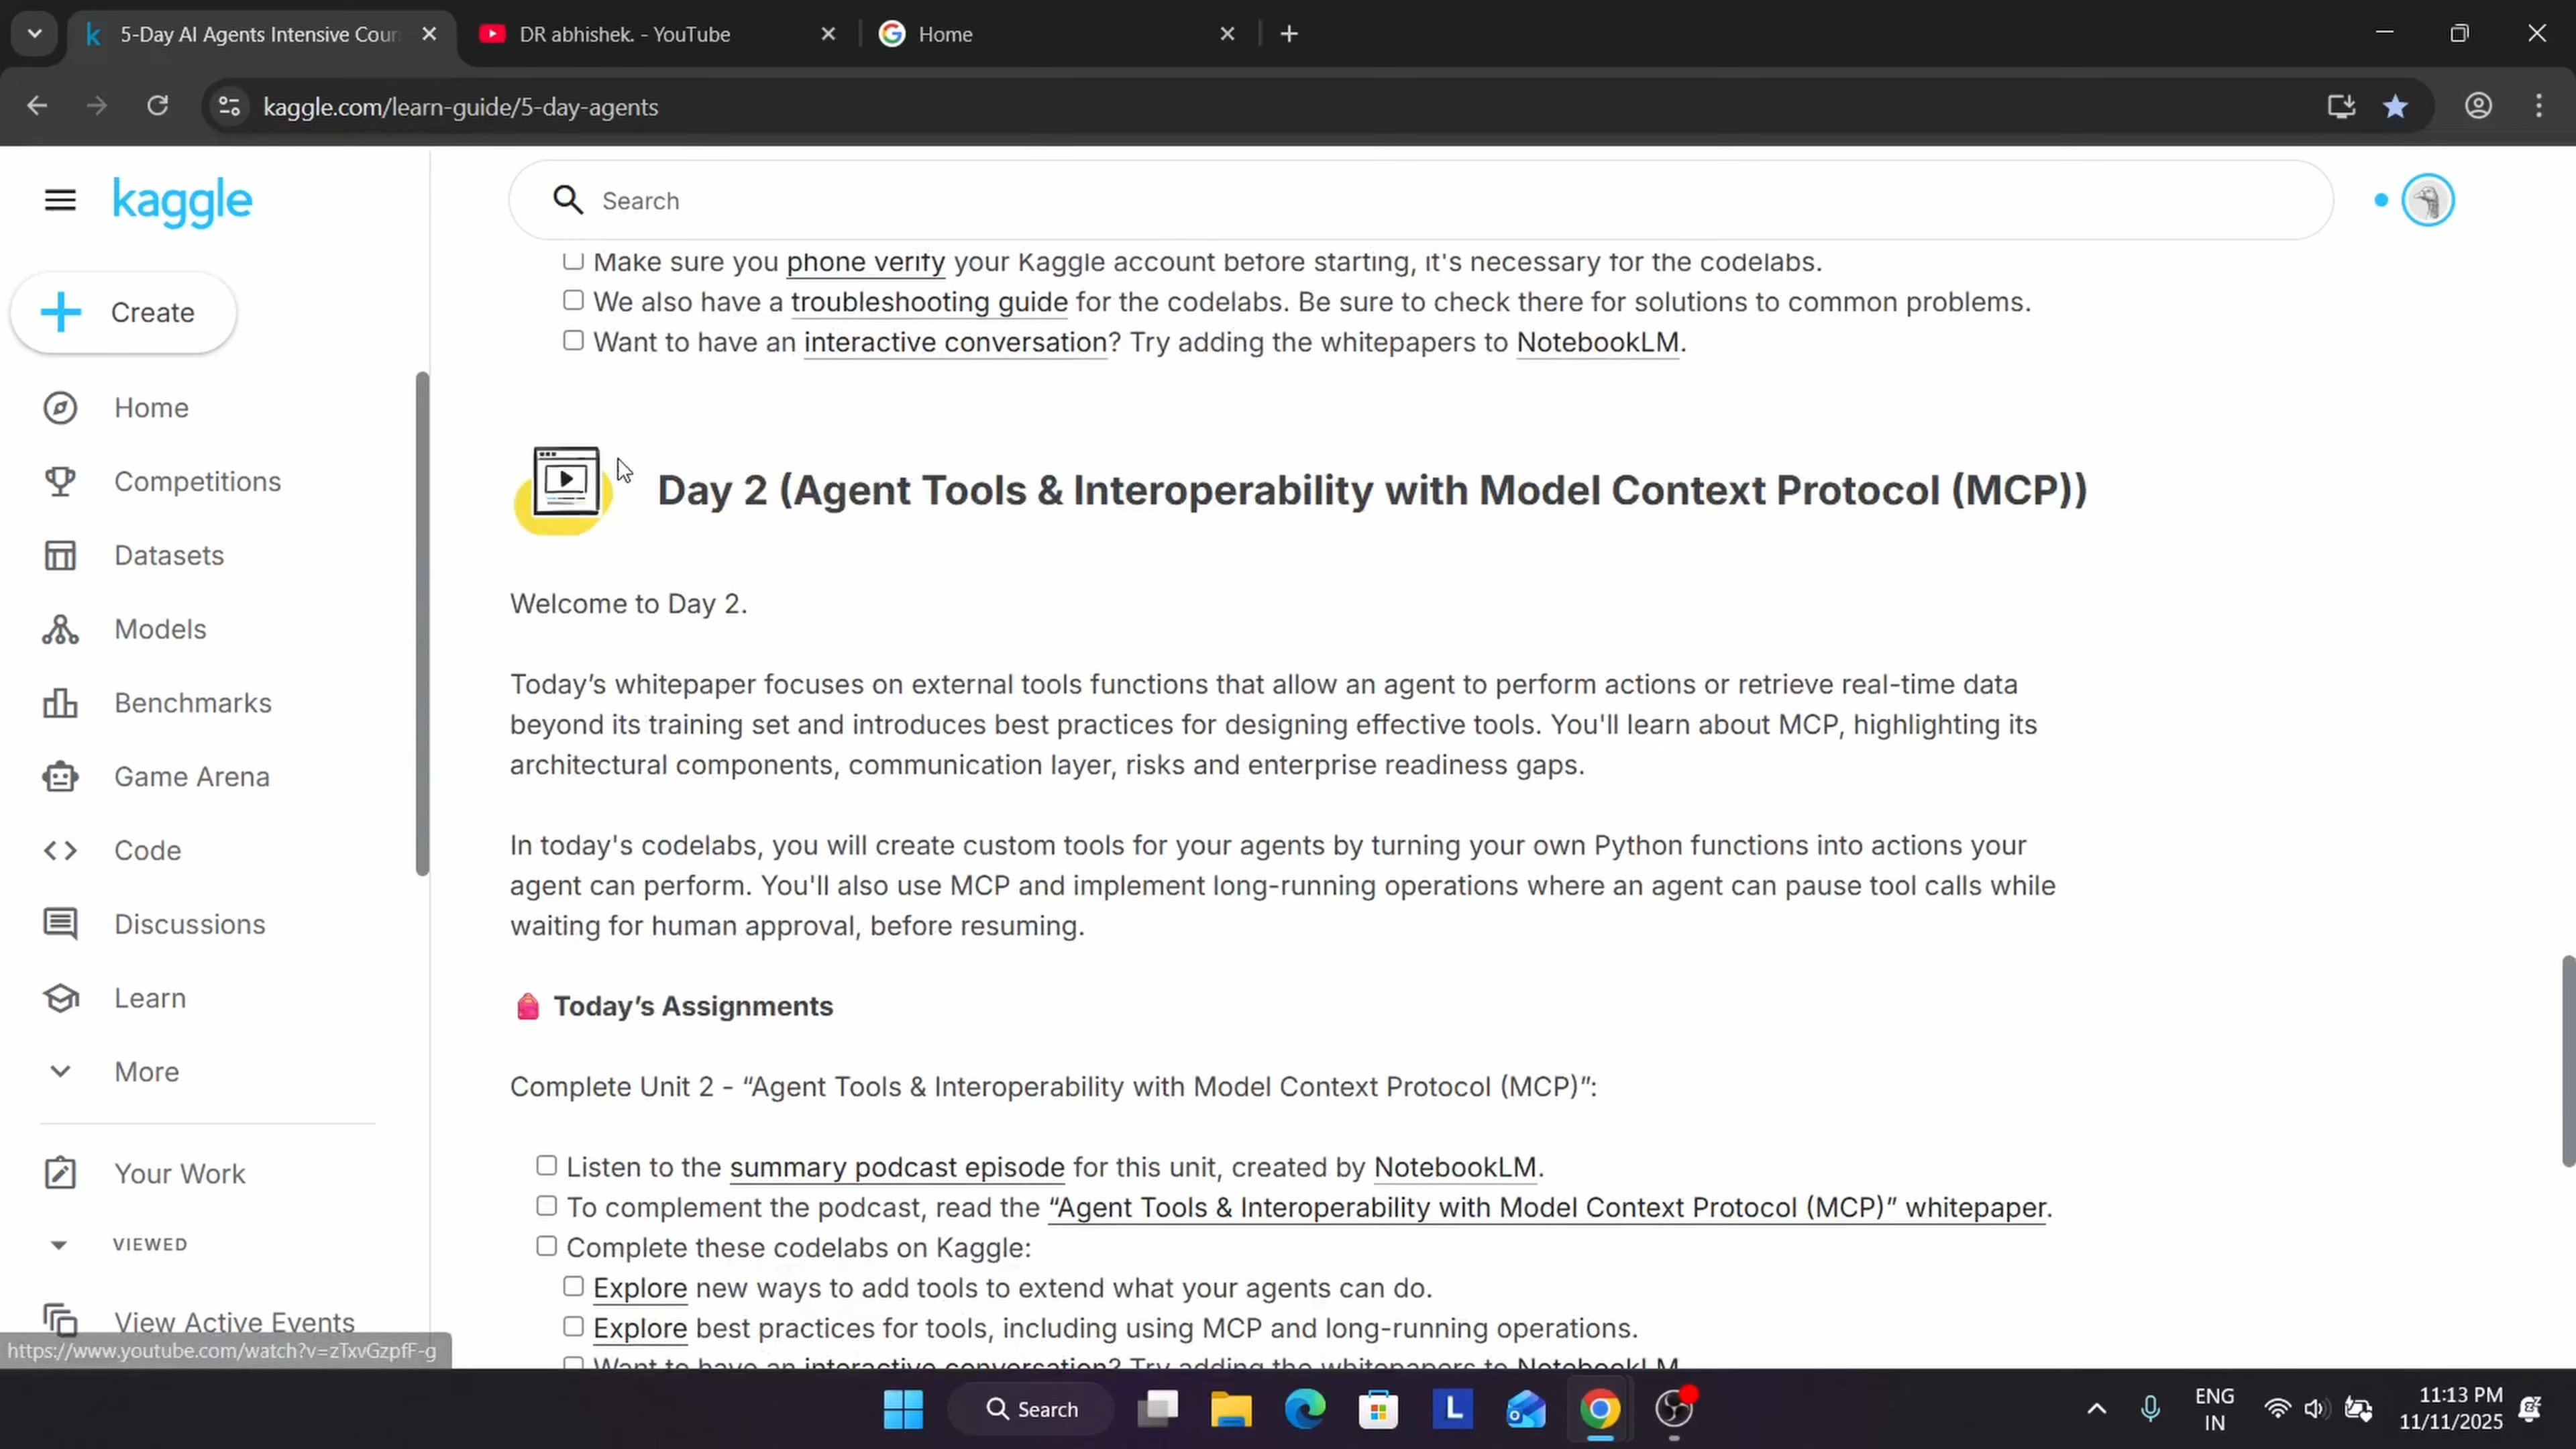 5-Day AI Agents Intensive Cour
DR abhishek. - YouTube
Home
kaggle.com/learn-guide/5-day-agents
kaggle
Search
Create
Home
Competitions
Datasets
Models
Benchmarks
Game Arena
Code
Discussions
Learn
More
Your Work
VIEWED
View Active Events
https://www.youtube.com/watch?v=zTxvGzpfF-g
Make sure you phone verify your Kaggle account before starting, it's necessary for the codelabs.
We also have a troubleshooting guide for the codelabs. Be sure to check there for solutions to common problems.
Want to have an interactive conversation? Try adding the whitepapers to NotebookLM.
Day 2 (Agent Tools & Interoperability with Model Context Protocol (MCP))
Welcome to Day 2.
Today’s whitepaper focuses on external tools functions that allow an agent to perform actions or retrieve real-time data
beyond its training set and introduces best practices for designing effective tools. You'll learn about MCP, highlighting its
architectural components, communication layer, risks and enterprise readiness gaps.
In today's codelabs, you will create custom tools for your agents by turning your own Python functions into actions your
agent can perform. You'll also use MCP and implement long-running operations where an agent can pause tool calls while
waiting for human approval, before resuming.
Today’s Assignments
Complete Unit 2 - “Agent Tools & Interoperability with Model Context Protocol (MCP)”:
Listen to the summary podcast episode for this unit, created by NotebookLM.
To complement the podcast, read the “Agent Tools & Interoperability with Model Context Protocol (MCP)” whitepaper.
Complete these codelabs on Kaggle:
Explore new ways to add tools to extend what your agents can do.
Explore best practices for tools, including using MCP and long-running operations.
Want to have an interactive conversation? Try adding the whitepapers to NotebookLM
Search
L
ENG
IN
11:13 PM
11/11/2025